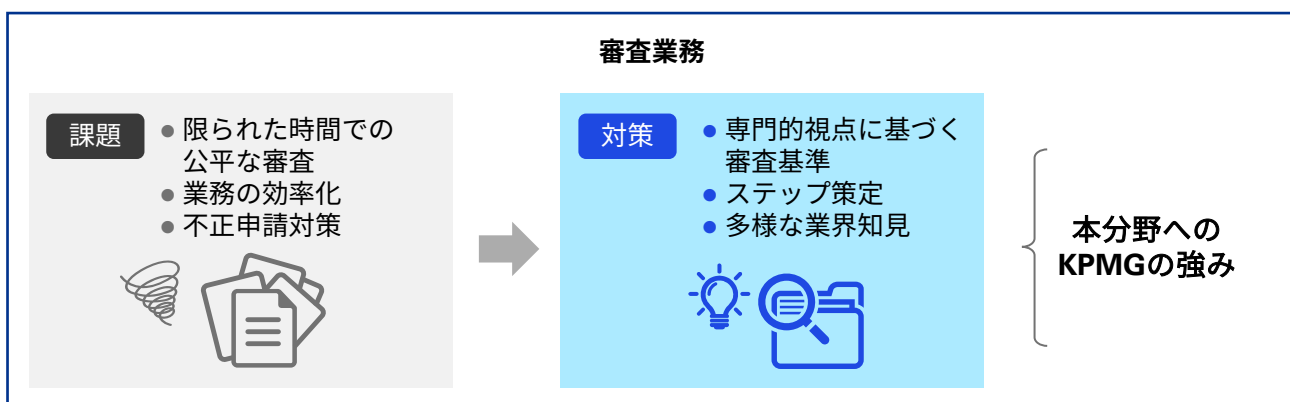 審査業務
課題
● 限られた時間での
公平な審査
● 業務の効率化
● 不正申請対策
対策
● 専門的視点に基づく
審査基準
● ステップ策定
● 多様な業界知見
本分野への
KPMGの強み